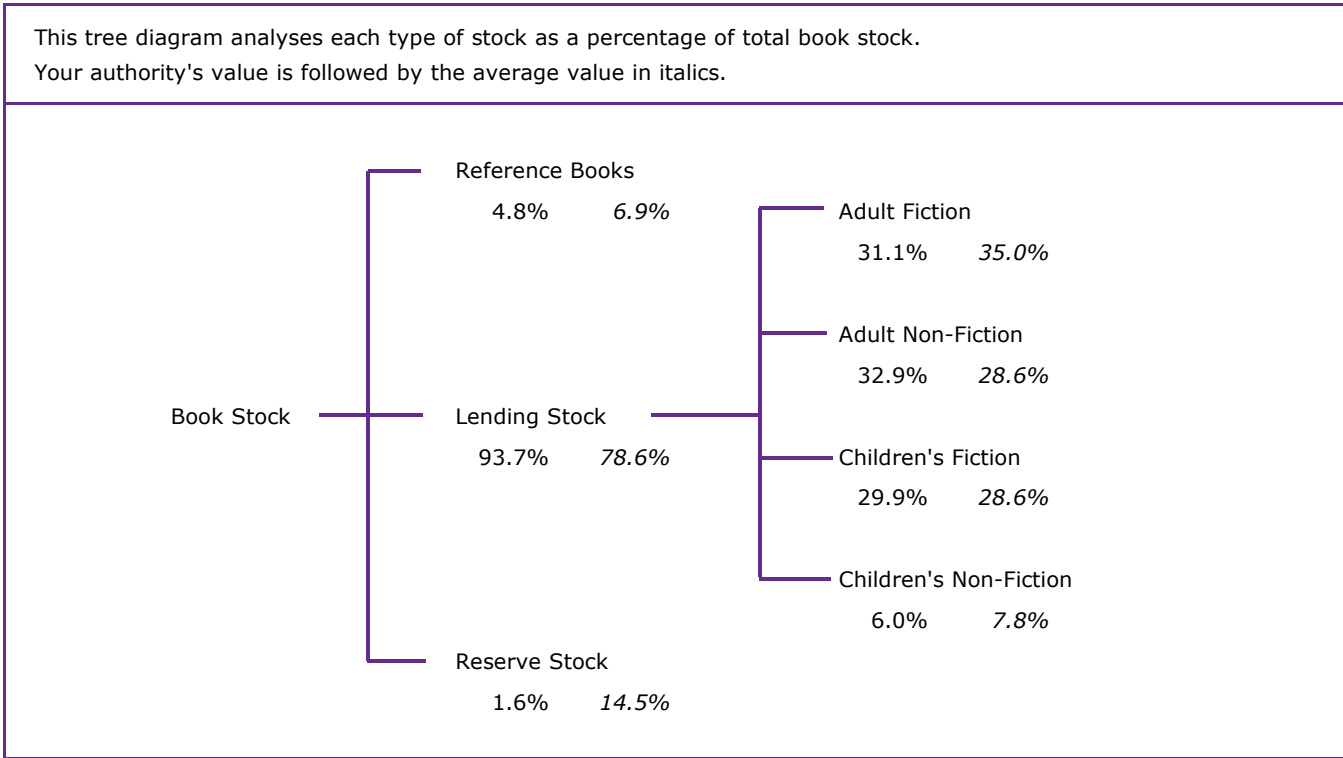 This tree diagram analyses each type of stock as a percentage of total book stock.
Your authority's value is followed by the average value in italics.
Reference Books
4.8% 6.9%
Adult Fiction
31.1% 35.0%
Adult Non-Fiction
32.9% 28.6%
Book Stock
Lending Stock
93.7% 78.6%
Children's Fiction
29.9% 28.6%
Children's Non-Fiction
6.0% 7.8%
Reserve Stock
1.6% 14.5%